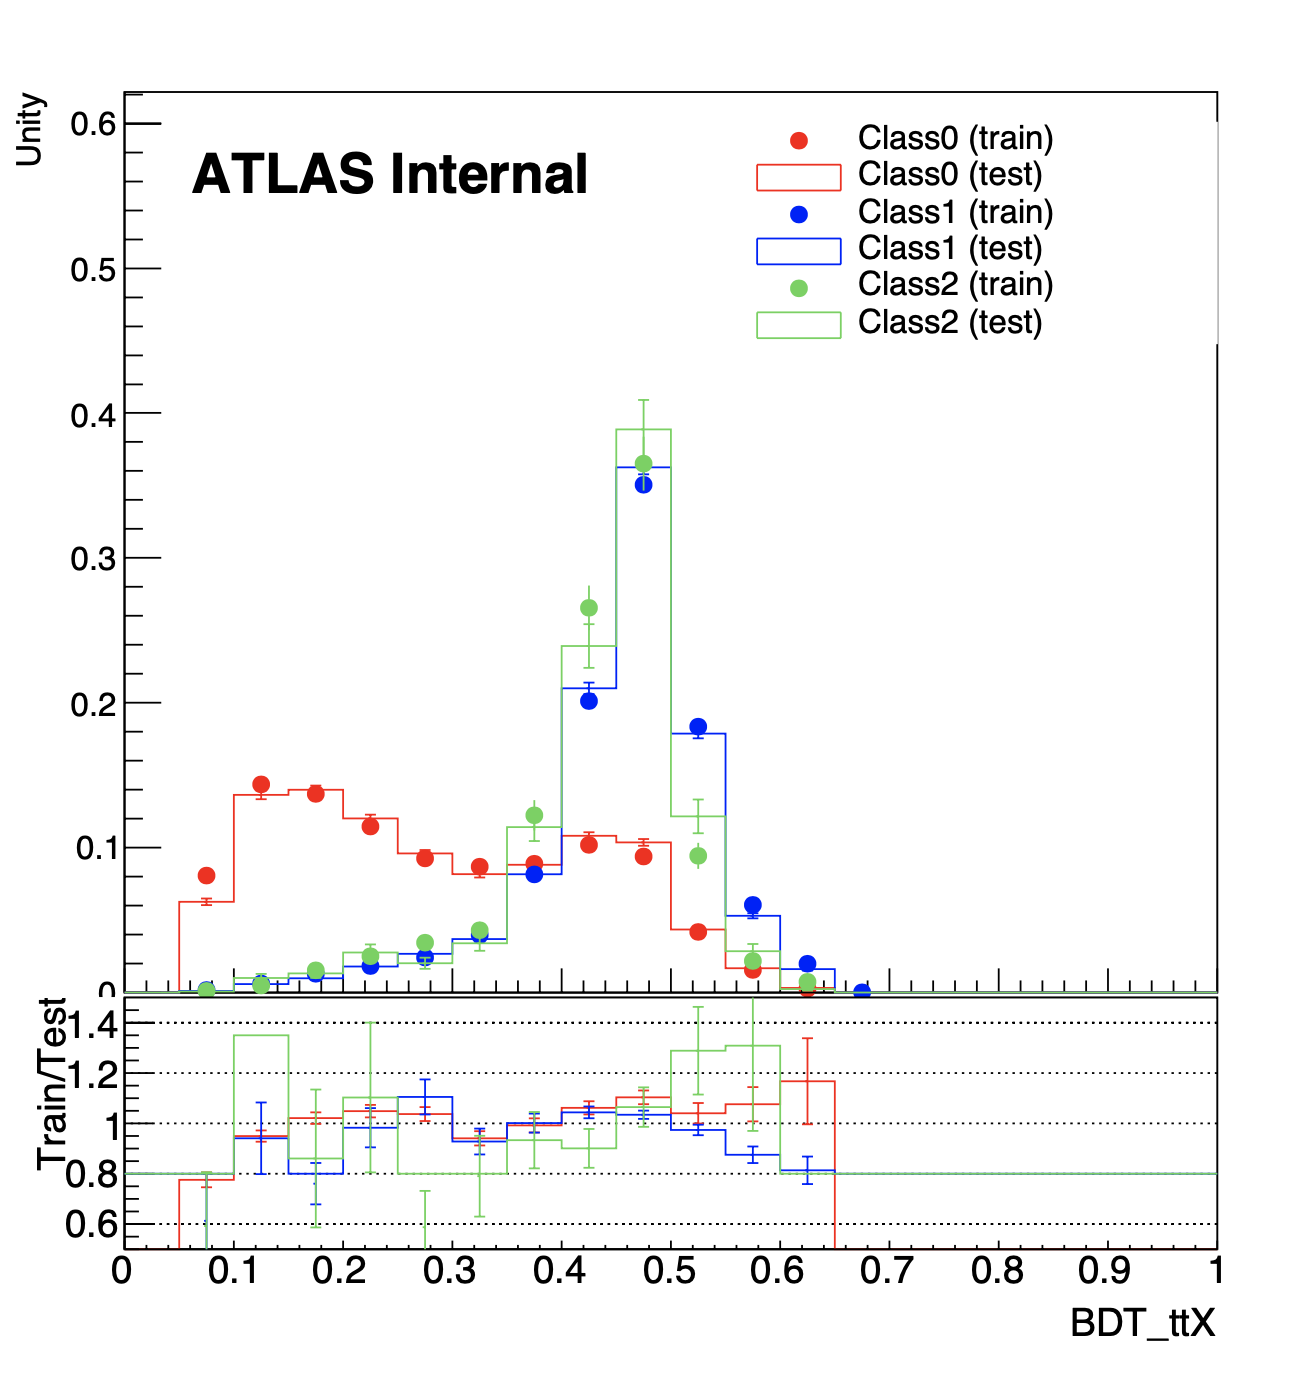 Unity
0.6
0.5
0.4
0.3
0.2
0.1
0
ATLAS Internal
Class0 (train)
Class0 (test)
Class1 (train)
Class1 (test)
Class2 (train)
Class2 (test)
Train/Test
1.4
1.2
1
0.8
0.6
0 0.1 0.2 0.3 0.4 0.5 0.6 0.7 0.8 0.9 1
BDT_ttX